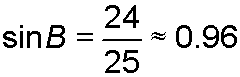 sin B = 24/25 ≈ 0.96